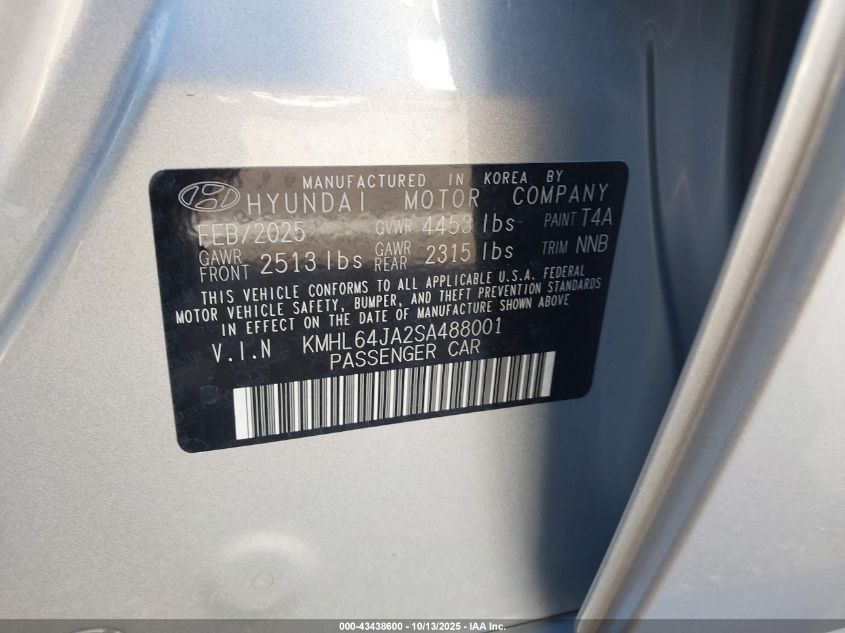 MANUFACTURED IN KOREA BY
HYUNDAI MOTOR COMPANY
FEB/2025 GVWR 4453 lbs PAINT T4A
GAWR FRONT 2513 lbs GAWR REAR 2315 lbs TRIM NNB
THIS VEHICLE CONFORMS TO ALL APPLICABLE U.S.A. FEDERAL
MOTOR VEHICLE SAFETY, BUMPER, AND THEFT PREVENTION STANDARDS
IN EFFECT ON THE DATE OF MANUFACTURE SHOWN ABOVE
V.I.N KMHL64JA2SA488001
PASSENGER CAR
000-43438600 - 10/13/2025 - IAA Inc.